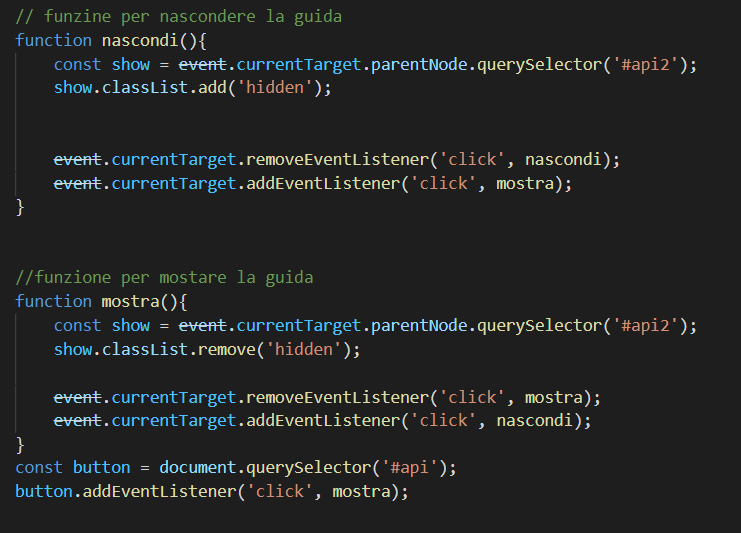 // funzine per nascondere la guida
function nascondi(){
    const show = event.currentTarget.parentNode.querySelector('#api2');
    show.classList.add('hidden');
    event.currentTarget.removeEventListener('click', nascondi);
    event.currentTarget.addEventListener('click', mostra);
}
//funzione per mostare la guida
function mostra(){
    const show = event.currentTarget.parentNode.querySelector('#api2');
    show.classList.remove('hidden');
    event.currentTarget.removeEventListener('click', mostra);
    event.currentTarget.addEventListener('click', nascondi);
}
const button = document.querySelector('#api');
button.addEventListener('click', mostra);